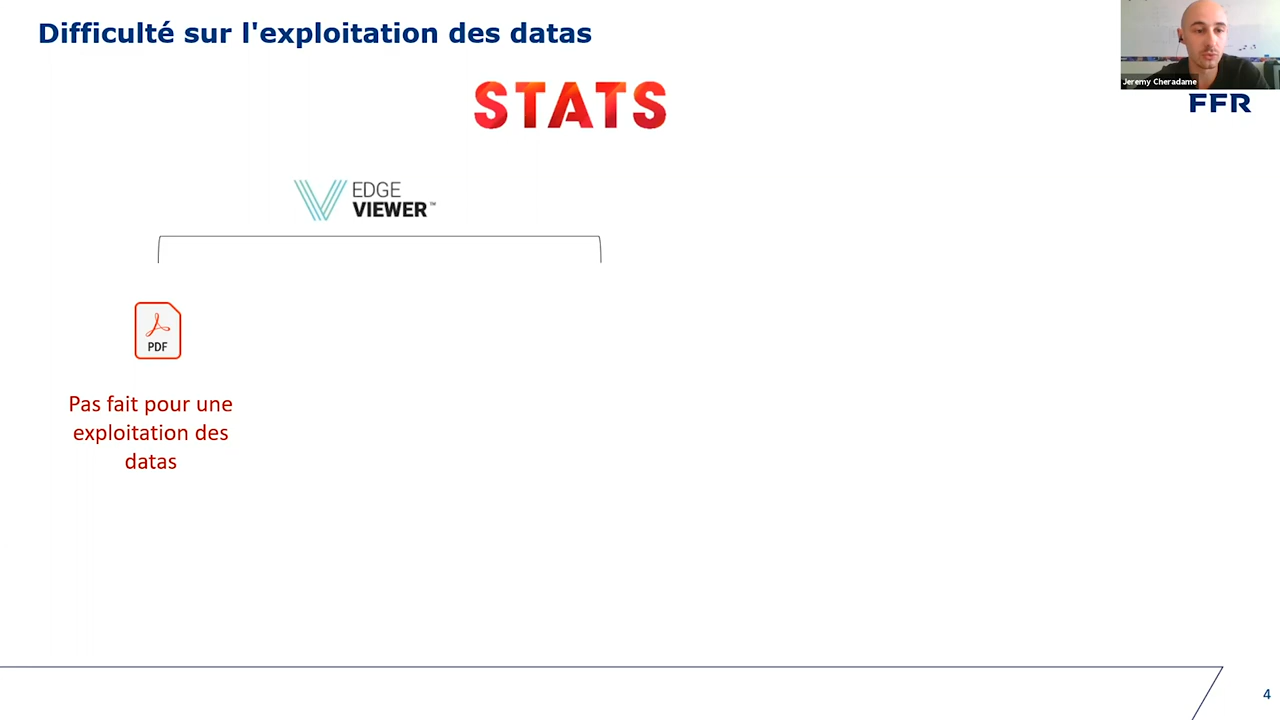 Difficulté sur l'exploitation des datas
Jeremy Cheradame
FFR
STATS
EDGE
VIEWER™
PDF
Pas fait pour une
exploitation des
datas
4